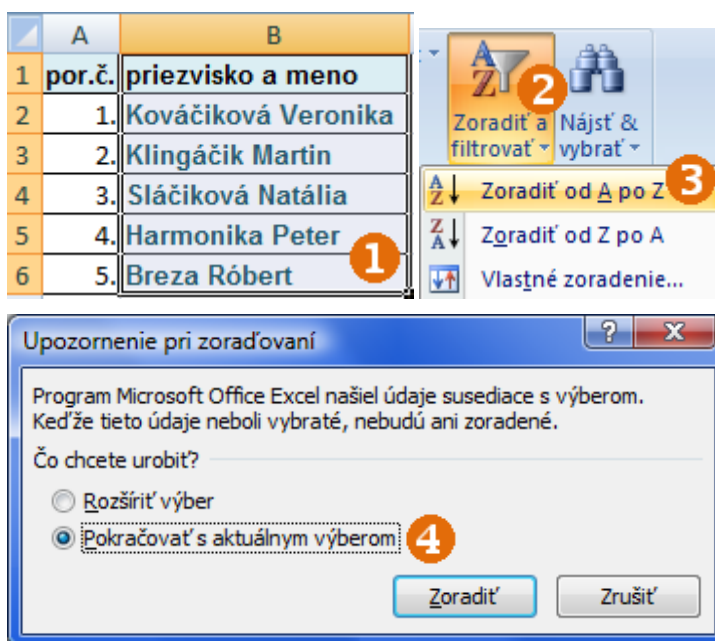 A B
1 por.č. priezvisko a meno
2 1. Kováčiková Veronika
3 2. Klingáčik Martin
4 3. Sláčiková Natália
5 4. Harmonika Peter
6 5. Breza Róbert
1
A
Z
2
Zoradiť a filtrovať
Nájsť & vybrať
A Z Zoradiť od A po Z 3
Z A Zoradiť od Z po A
Vlastné zoradenie...
Upozornenie pri zoraďovaní ? X
Program Microsoft Office Excel našiel údaje susediace s výberom.
Keďže tieto údaje neboli vybraté, nebudú ani zoradené.
Čo chcete urobiť?
Rozšíriť výber
Pokračovať s aktuálnym výberom 4
Zoradiť Zrušiť